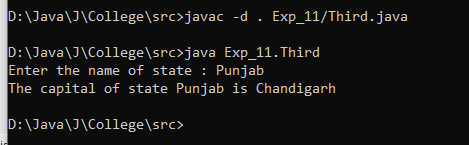 D:\Java\J\College\src>javac -d . Exp_11/Third.java
D:\Java\J\College\src>java Exp_11.Third
Enter the name of state : Punjab
The capital of state Punjab is Chandigarh
D:\Java\J\College\src>